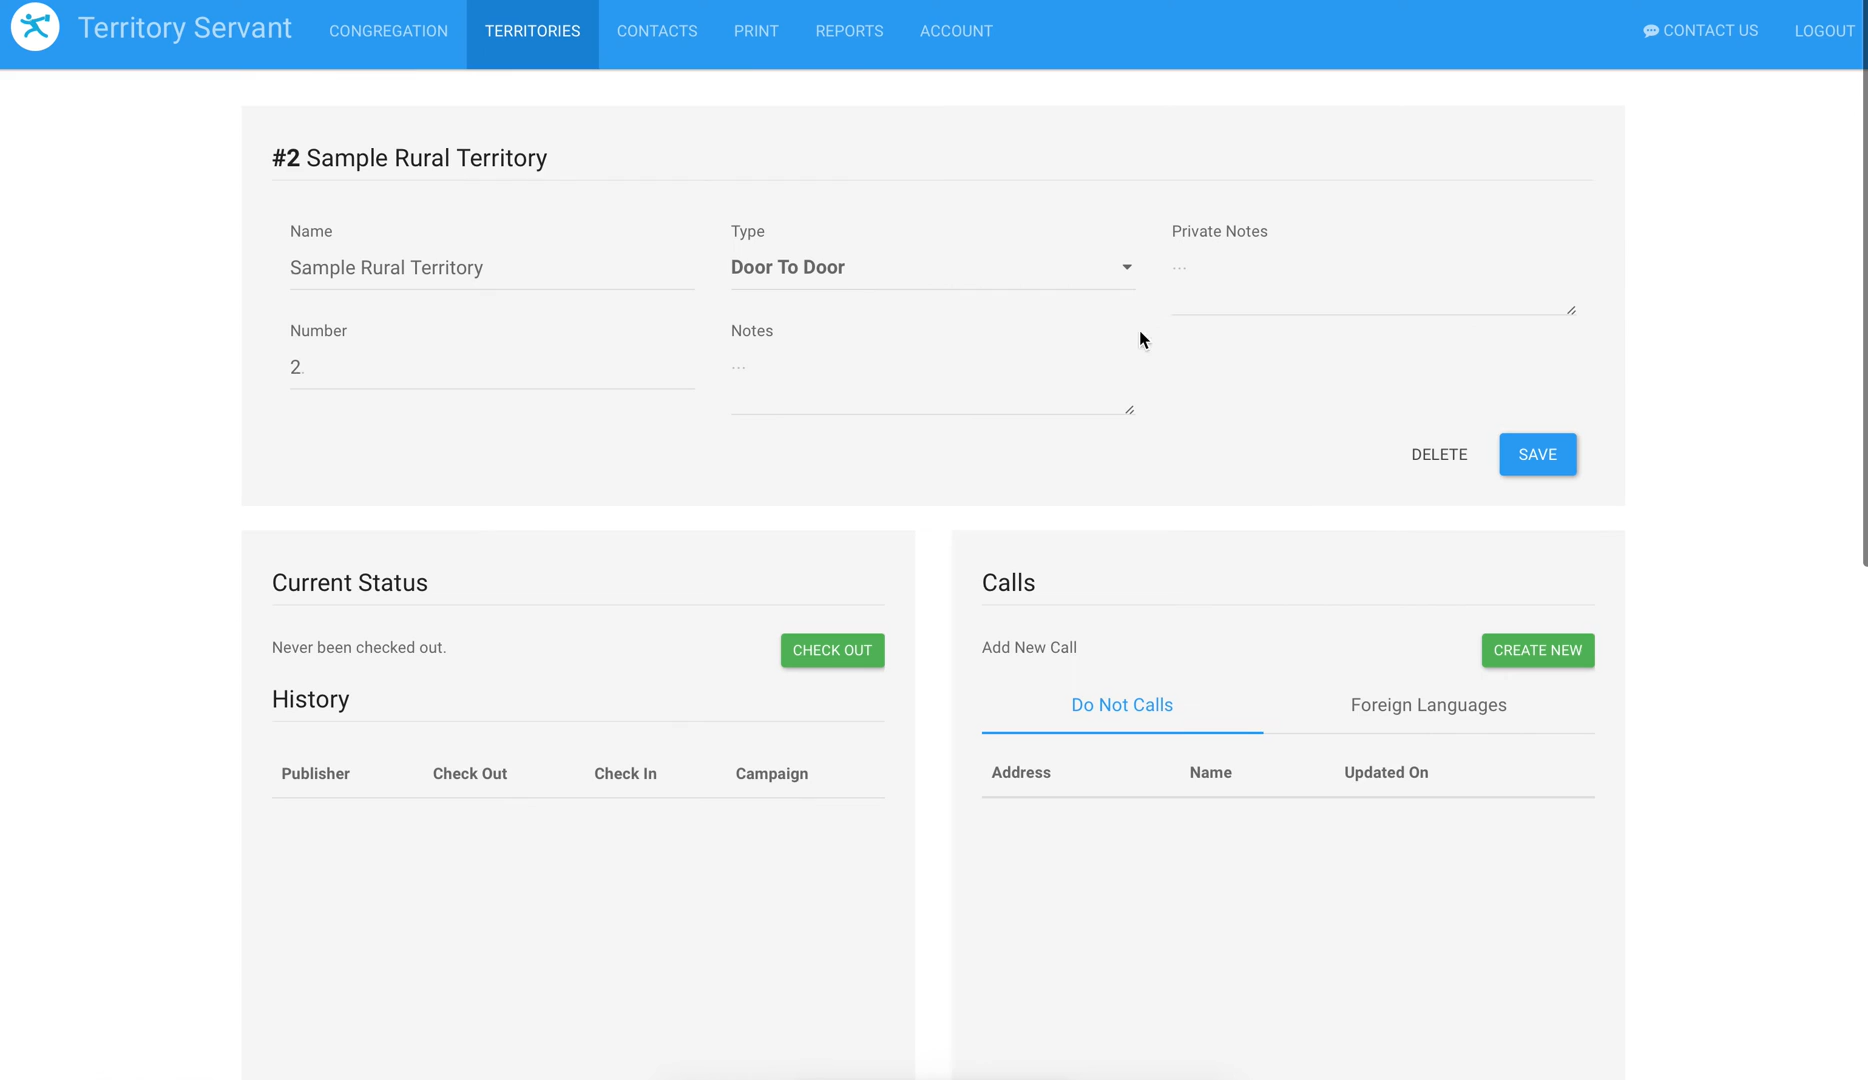 Territory Servant CONGREGATION TERRITORIES CONTACTS PRINT REPORTS ACCOUNT CONTACT US LOGOUT
#2 Sample Rural Territory
Name Type Private Notes
Sample Rural Territory Door To Door ...
Number Notes
2 ...
DELETE SAVE
Current Status
Never been checked out. CHECK OUT
History
Publisher Check Out Check In Campaign
Calls
Add New Call CREATE NEW
Do Not Calls Foreign Languages
Address Name Updated On